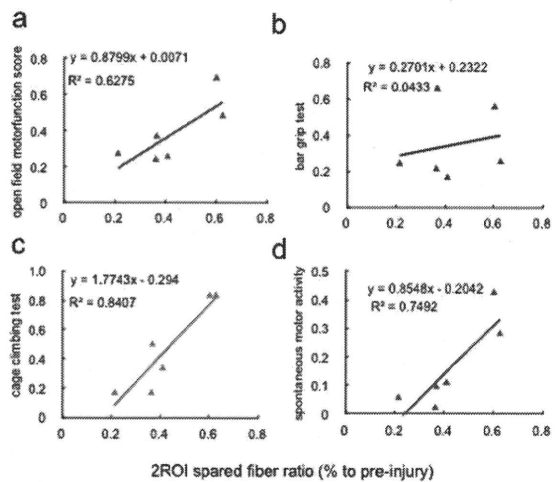 a
y = 0.8799x + 0.0071
R² = 0.6275
open field motorfunction score
0.8
0.6
0.4
0.2
0
0 0.2 0.4 0.6 0.8
b
y = 0.2701x + 0.2322
R² = 0.0433
bar grip test
0.8
0.6
0.4
0.2
0
0 0.2 0.4 0.6 0.8
c
y = 1.7743x - 0.294
R² = 0.8407
cage climbing test
1.0
0.8
0.6
0.4
0.2
0
0 0.2 0.4 0.6 0.8
d
y = 0.8548x - 0.2042
R² = 0.7492
spontaneous motor activity
0.5
0.4
0.3
0.2
0.1
0
0 0.2 0.4 0.6 0.8
2ROI spared fiber ratio (% to pre-injury)